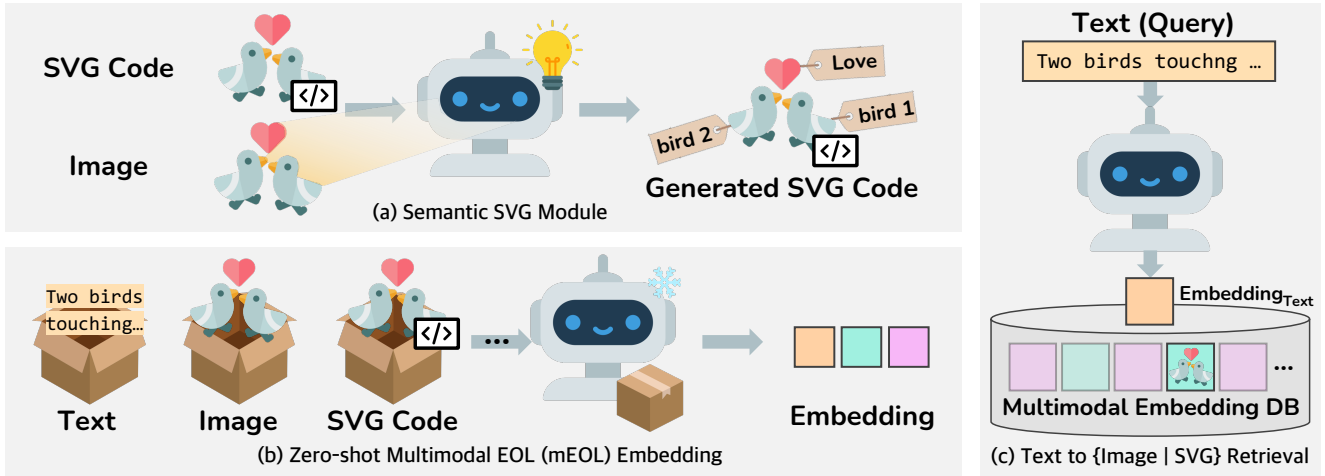 SVG Code
</>
Image
Love
bird 1
bird 2
</>
Generated SVG Code
(a) Semantic SVG Module
Two birds
touching…
</>
...
Text
Image
SVG Code
Embedding
(b) Zero-shot Multimodal EOL (mEOL) Embedding
Text (Query)
Two birds touchng …
Embedding_Text
...
Multimodal Embedding DB
(c) Text to {Image | SVG} Retrieval